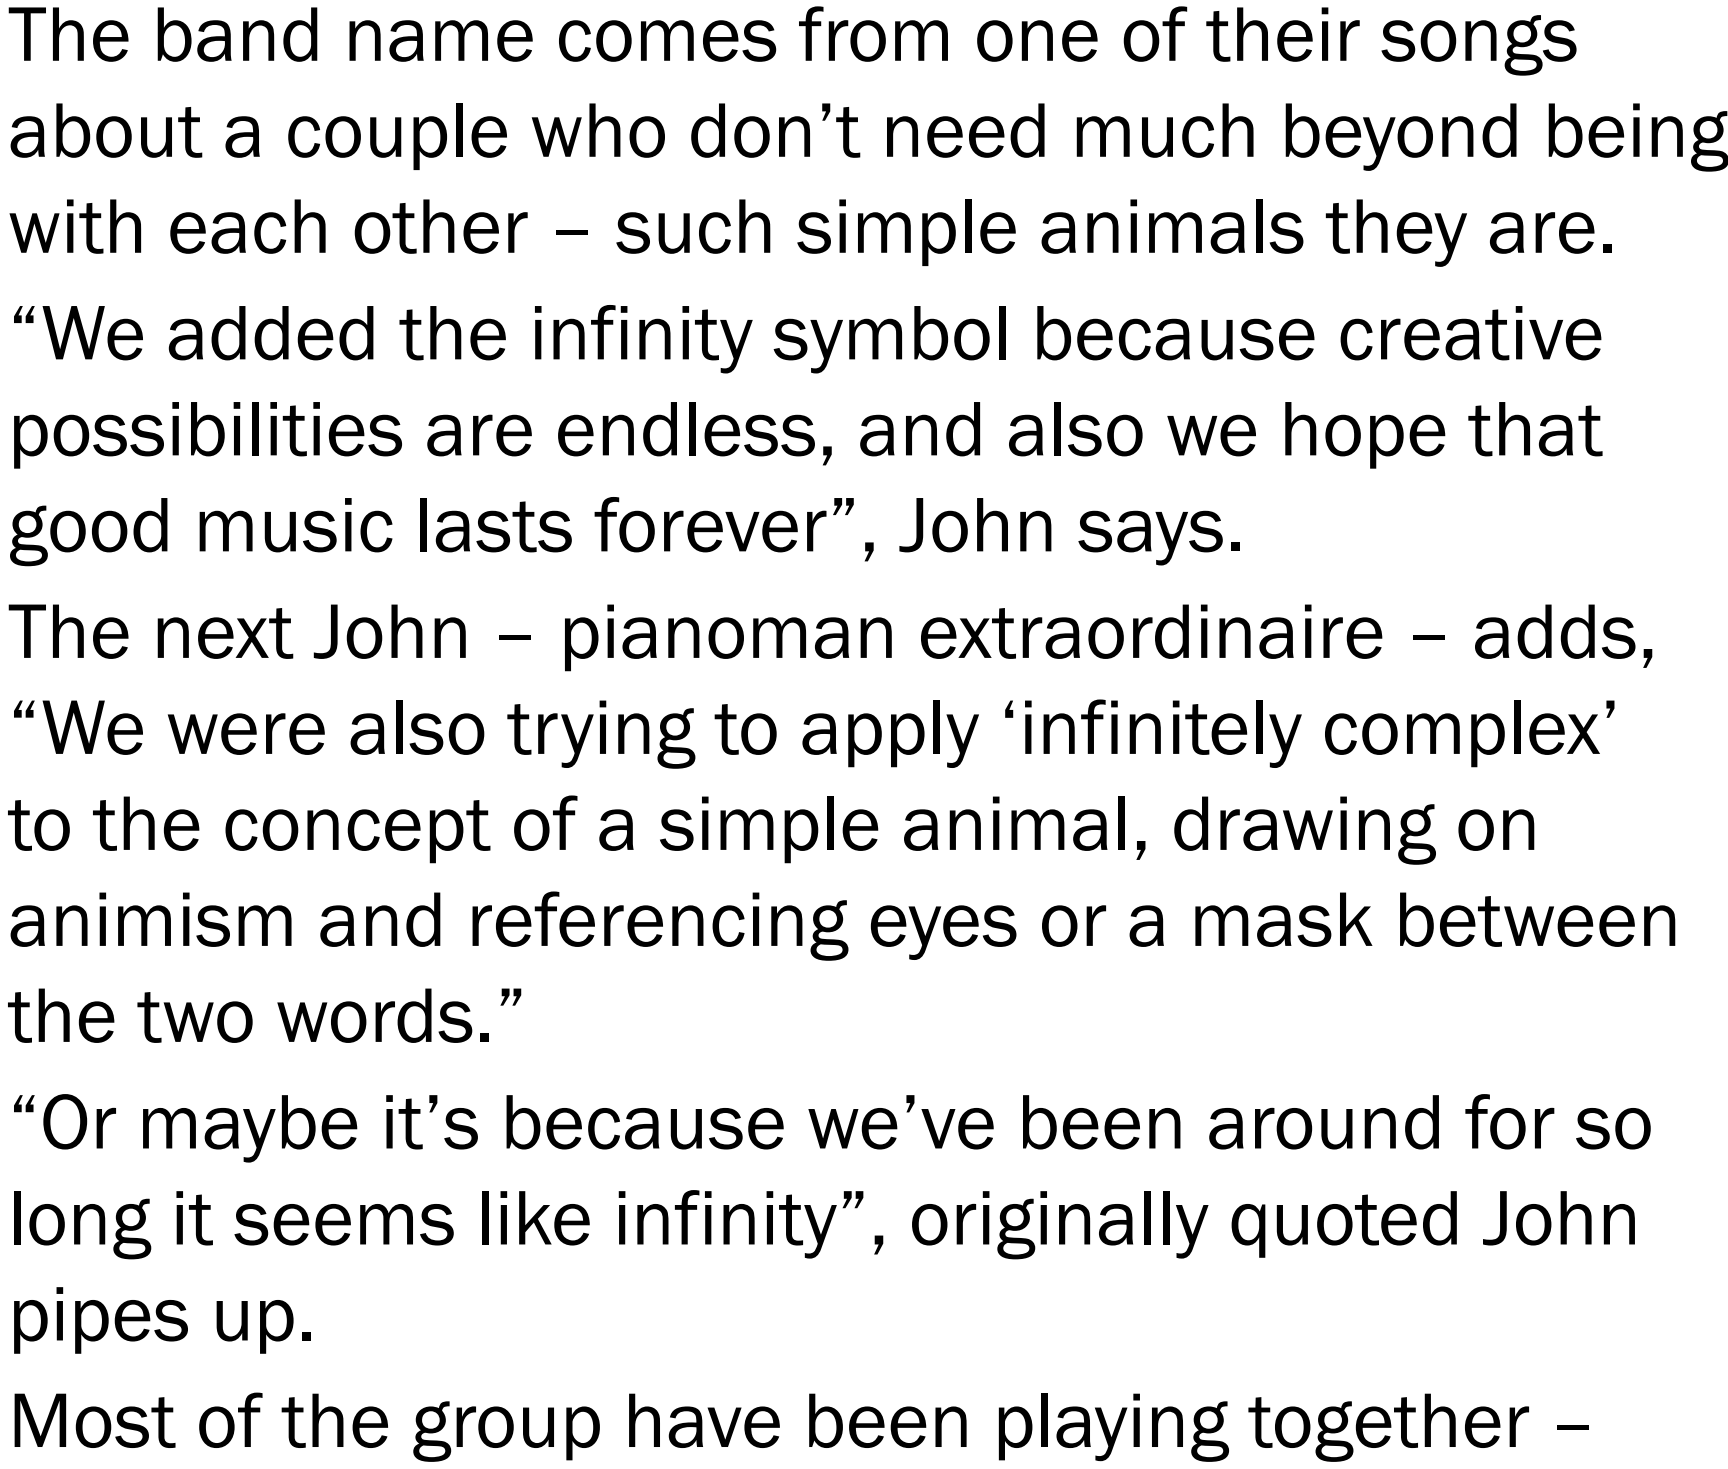 The band name comes from one of their songs
about a couple who don’t need much beyond being
with each other – such simple animals they are.
“We added the infinity symbol because creative
possibilities are endless, and also we hope that
good music lasts forever”, John says.
The next John – pianoman extraordinaire – adds,
“We were also trying to apply ‘infinitely complex’
to the concept of a simple animal, drawing on
animism and referencing eyes or a mask between
the two words.”
“Or maybe it’s because we’ve been around for so
long it seems like infinity”, originally quoted John
pipes up.
Most of the group have been playing together –